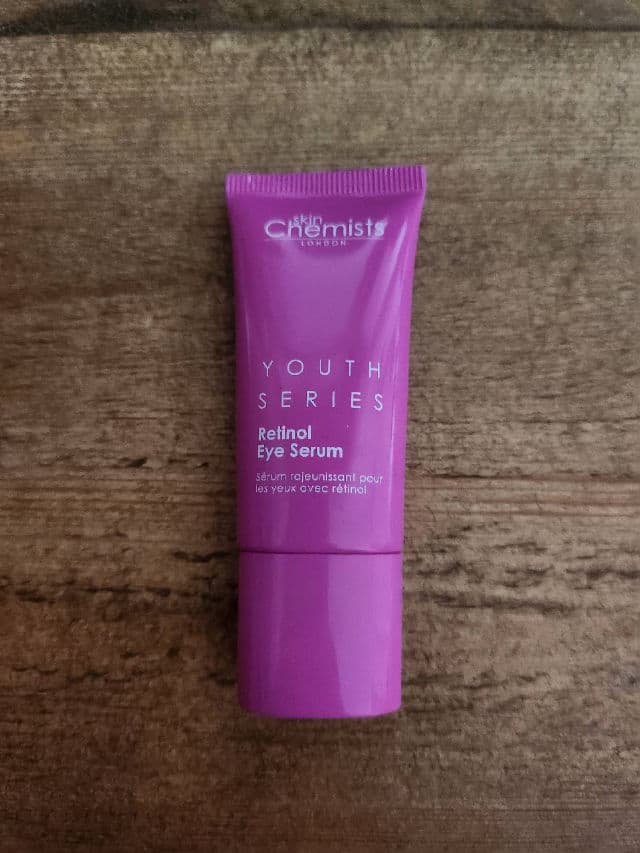 skin
Chemists
LONDON
YOUTH
SERIES
Retinol
Eye Serum
Sérum rajeunissant pour
les yeux avec rétinol